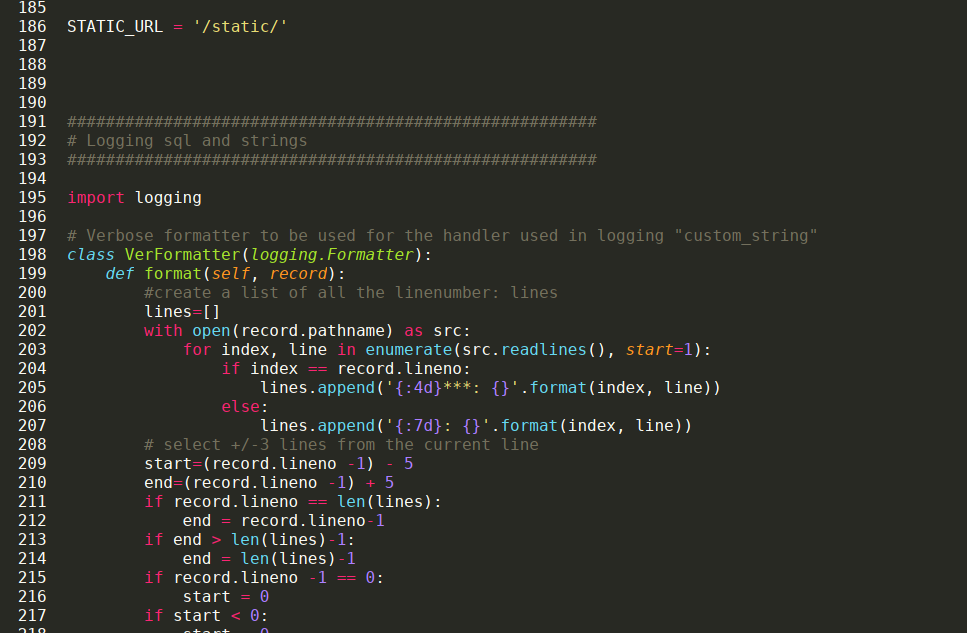 185
186 STATIC_URL = '/static/'
187
188
189
190
191 #######################################################
192 # Logging sql and strings
193 #######################################################
194
195 import logging
196
197 # Verbose formatter to be used for the handler used in logging "custom_string"
198 class VerFormatter(logging.Formatter):
199     def format(self, record):
200         #create a list of all the linenumber: lines
201         lines=[]
202         with open(record.pathname) as src:
203             for index, line in enumerate(src.readlines(), start=1):
204                 if index == record.lineno:
205                     lines.append('{:4d}***: {}'.format(index, line))
206                 else:
207                     lines.append('{:7d}: {}'.format(index, line))
208         # select +/-3 lines from the current line
209         start=(record.lineno -1) - 5
210         end=(record.lineno -1) + 5
211         if record.lineno == len(lines):
212             end = record.lineno-1
213         if end > len(lines)-1:
214             end = len(lines)-1
215         if record.lineno -1 == 0:
216             start = 0
217         if start < 0:
218             start = 0